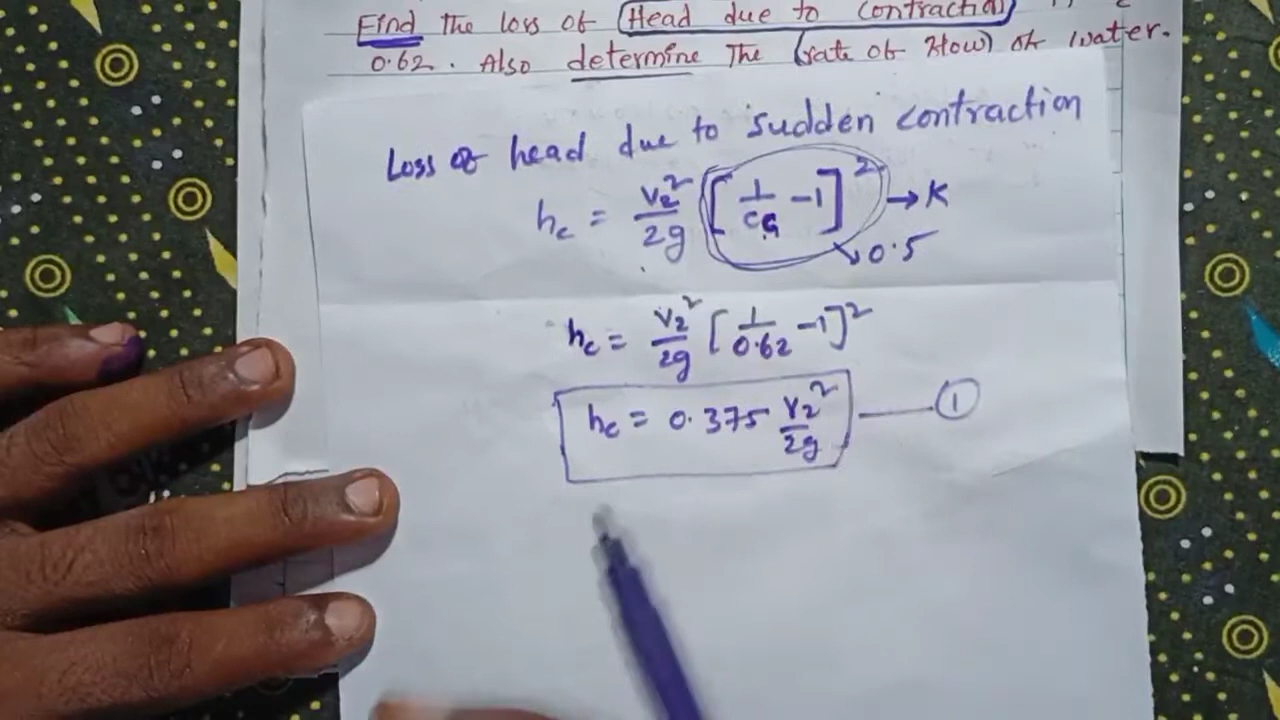 Find the loss of Head due to contraction
0.62. Also determine The (rate of flow) of water.
Loss of head due to sudden contraction
hc = V2²/2g [1/Cc -1]² → K
↘ 0.5
hc = V2²/2g [1/0.62 -1]²
hc = 0.375 V2²/2g — ①